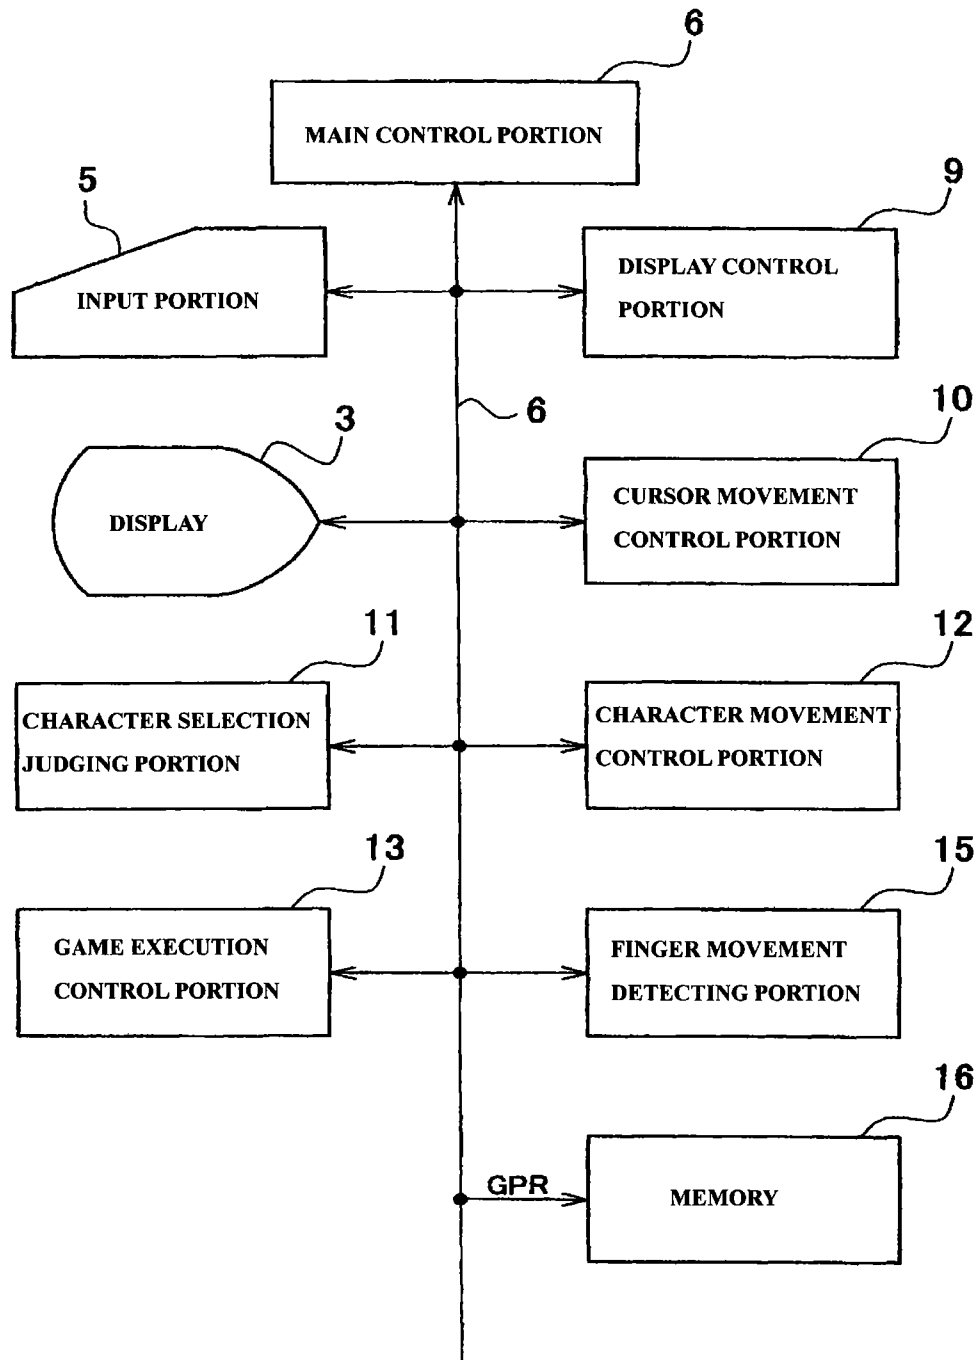 6
MAIN CONTROL PORTION
5
9
INPUT PORTION
DISPLAY CONTROL
PORTION
6
3
10
DISPLAY
CURSOR MOVEMENT
CONTROL PORTION
11
12
CHARACTER SELECTION
JUDGING PORTION
CHARACTER MOVEMENT
CONTROL PORTION
13
15
GAME EXECUTION
CONTROL PORTION
FINGER MOVEMENT
DETECTING PORTION
16
GPR
MEMORY